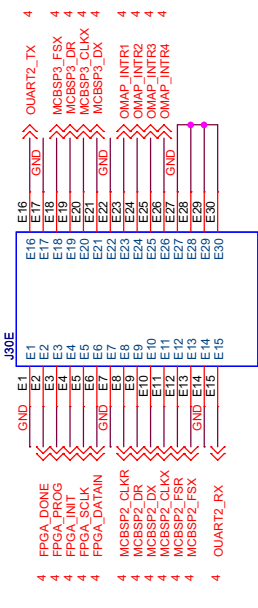 J30E
GND E1 E1 E16 E16 OUART2_TX 4
4 FPGA_DONE E2 E2 E17 E17 GND
4 FPGA_PROG E3 E3 E18 E18 MCBSP3_FSX 4
4 FPGA_INIT E4 E4 E19 E19 MCBSP3_DR 4
4 FPGA_SCLK E5 E5 E20 E20 MCBSP3_CLKX 4
4 FPGA_DATAIN E6 E6 E21 E21 MCBSP3_DX 4
GND E7 E7 E22 E22 GND
4 MCBSP2_CLKR E8 E8 E23 E23 OMAP_INTR1 4
4 MCBSP2_DR E9 E9 E24 E24 OMAP_INTR2 4
4 MCBSP2_DX E10 E10 E25 E25 OMAP_INTR3 4
4 MCBSP2_CLKX E11 E11 E26 E26 OMAP_INTR4 4
4 MCBSP2_FSR E12 E12 E27 E27 GND
4 MCBSP2_FSX E13 E13 E28 E28
GND E14 E14 E29 E29
4 OUART2_RX E15 E15 E30 E30